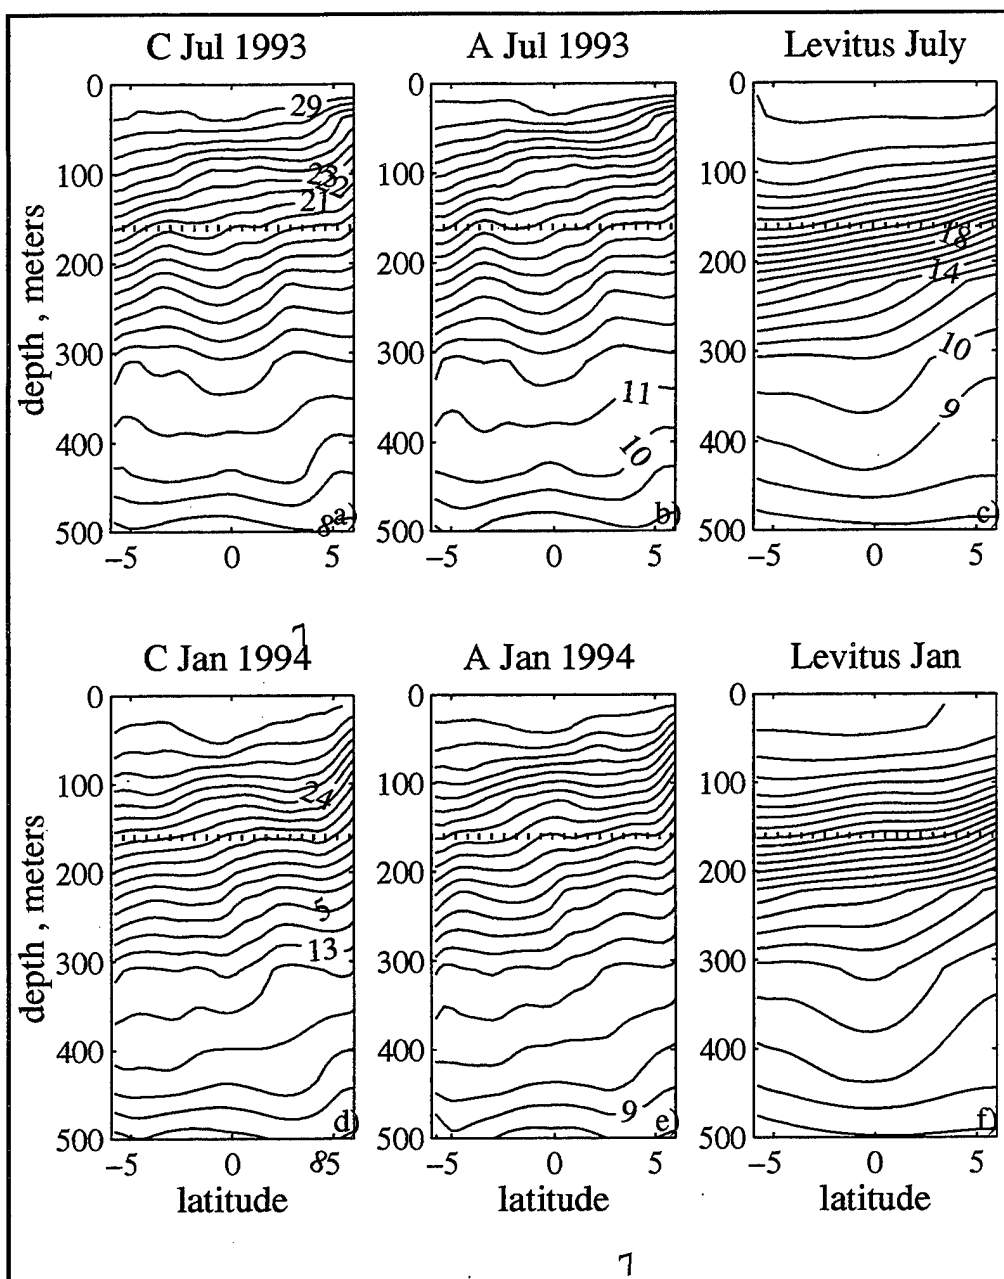 C Jul 1993 A Jul 1993 Levitus July
0 0 0
29
100 100 100
23
21
18
200 200 200
14
300 300 300
10
11
9
400 400 400
10
8 a) b) c)
500 500 500
−5 0 5 −5 0 5 −5 0 5
depth , meters
7
C Jan 1994 A Jan 1994 Levitus Jan
0 0 0
100 100 100
24
200 200 200
5
13
300 300 300
400 400 400
9
d) e) f)
500 500 500
−5 0 8 5 −5 0 5 −5 0 5
depth , meters
latitude latitude latitude
7